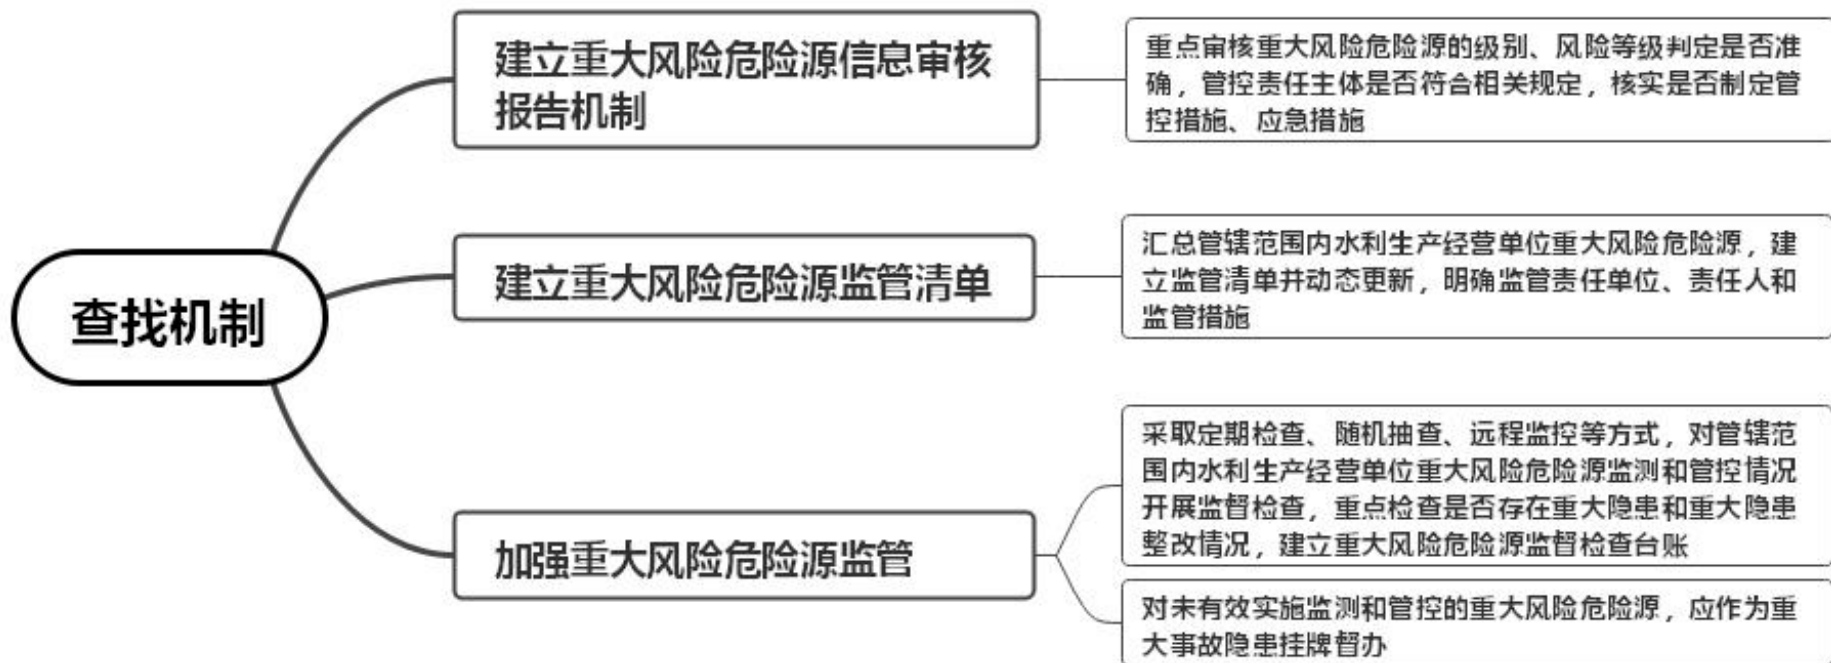 查找机制
建立重大风险危险源信息审核
报告机制
重点审核重大风险危险源的级别、风险等级判定是否准
确，管控责任主体是否符合相关规定，核实是否制定管
控措施、应急措施
建立重大风险危险源监管清单
汇总管辖范围内水利生产经营单位重大风险危险源，建
立监管清单并动态更新，明确监管责任单位、责任人和
监管措施
加强重大风险危险源监管
采取定期检查、随机抽查、远程监控等方式，对管辖范
围内水利生产经营单位重大风险危险源监测和管控情况
开展监督检查，重点检查是否存在重大隐患和重大隐患
整改情况，建立重大风险危险源监督检查台账
对未有效实施监测和管控的重大风险危险源，应作为重
大事故隐患挂牌督办